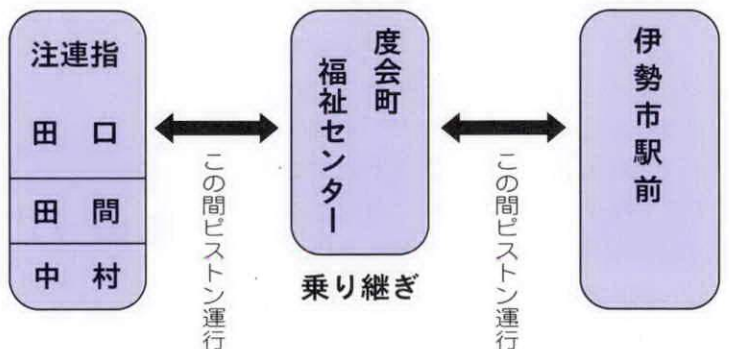 注連指
田口
田間
中村
この間ピストン運行
度会町
福祉センター
乗り継ぎ
この間ピストン運行
伊勢市駅前